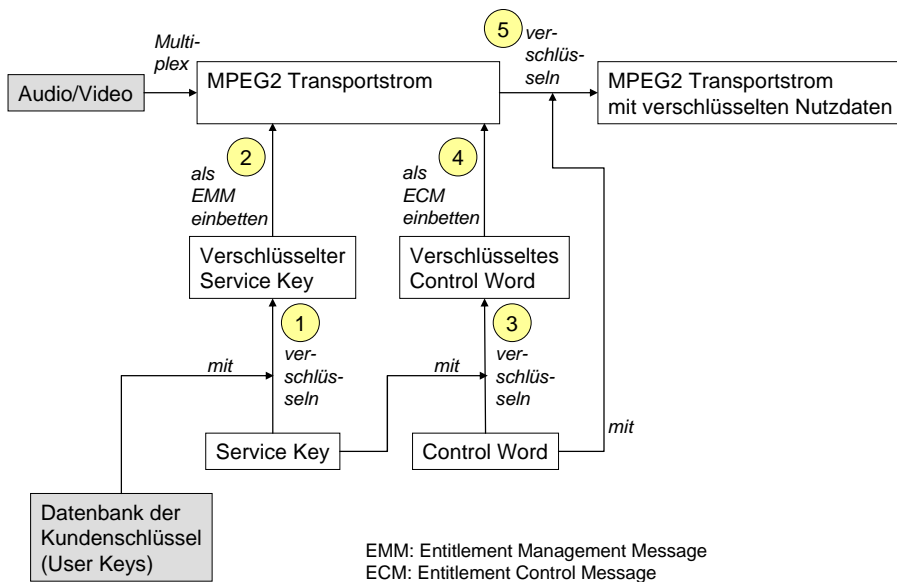 5
ver-
schlüs-
seln
Multi-
plex
Audio/Video
MPEG2 Transportstrom
MPEG2 Transportstrom
mit verschlüsselten Nutzdaten
2
als
EMM
einbetten
4
als
ECM
einbetten
Verschlüsselter
Service Key
Verschlüsseltes
Control Word
1
ver-
schlüs-
seln
mit
3
ver-
schlüs-
seln
mit
mit
Service Key
Control Word
Datenbank der
Kundenschlüssel
(User Keys)
EMM: Entitlement Management Message
ECM: Entitlement Control Message